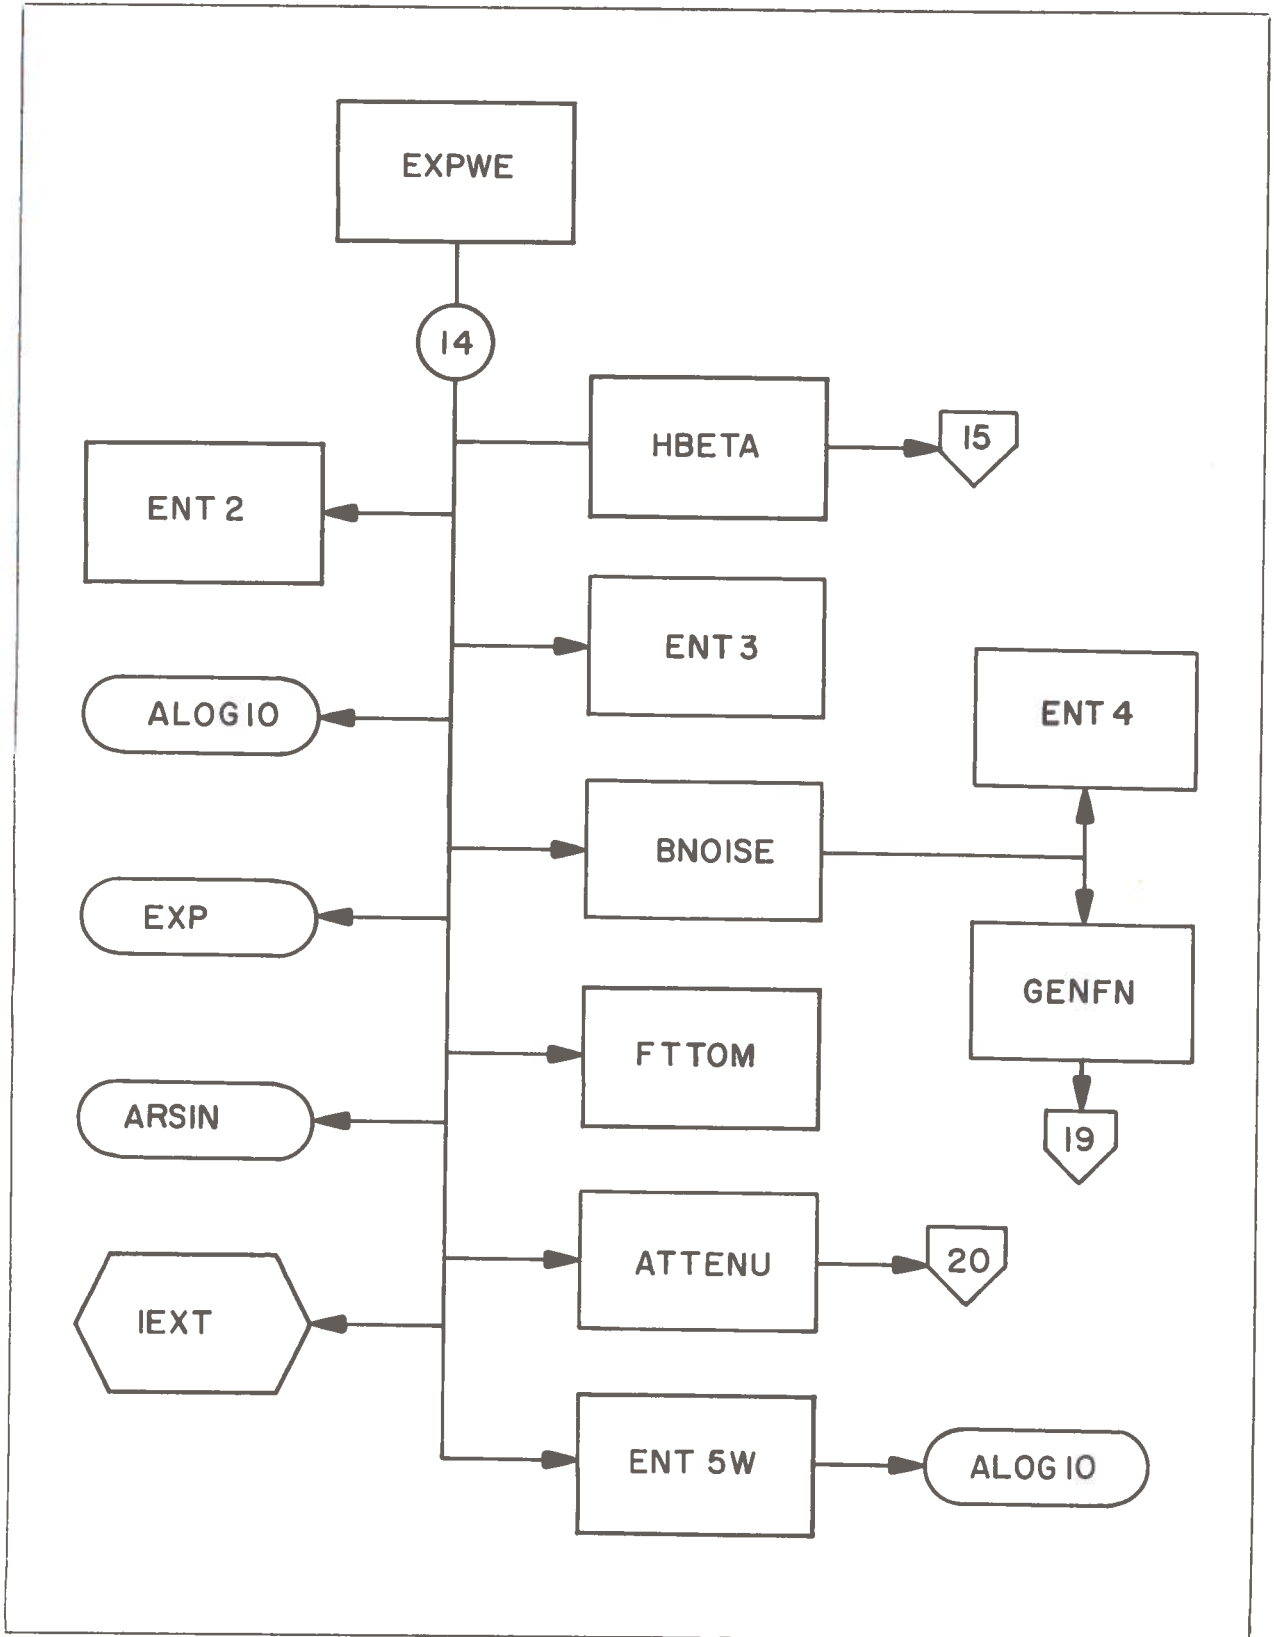 EXPWE
14
HBETA
15
ENT 2
ENT 3
ALOG10
ENT 4
BNOISE
EXP
GENFN
FTTOM
ARSIN
19
ATTENU
20
IEXT
ENT 5W
ALOG10